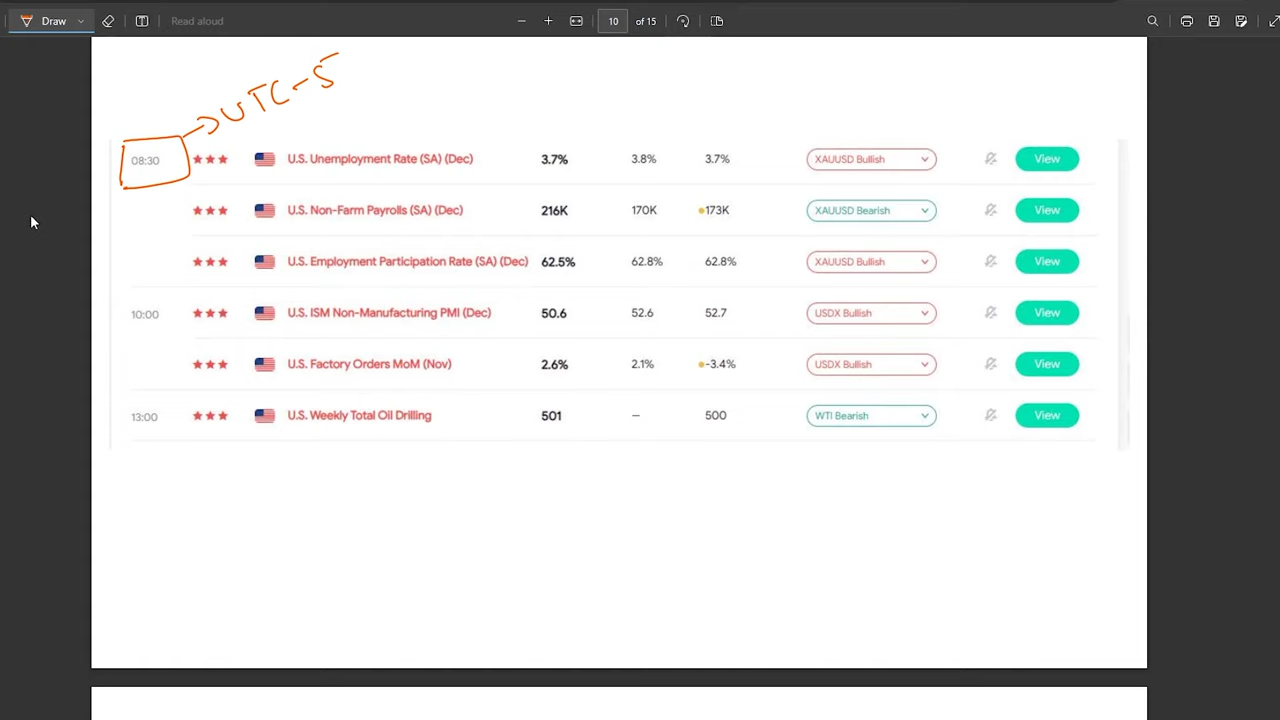 Draw Read aloud 10 of 15
UTC-5
08:30 U.S. Unemployment Rate (SA) (Dec) 3.7% 3.8% 3.7% XAUUSD Bullish View
U.S. Non-Farm Payrolls (SA) (Dec) 216K 170K 173K XAUUSD Bearish View
U.S. Employment Participation Rate (SA) (Dec) 62.5% 62.8% 62.8% XAUUSD Bullish View
10:00 U.S. ISM Non-Manufacturing PMI (Dec) 50.6 52.6 52.7 USDX Bullish View
U.S. Factory Orders MoM (Nov) 2.6% 2.1% -3.4% USDX Bullish View
13:00 U.S. Weekly Total Oil Drilling 501 — 500 WTI Bearish View